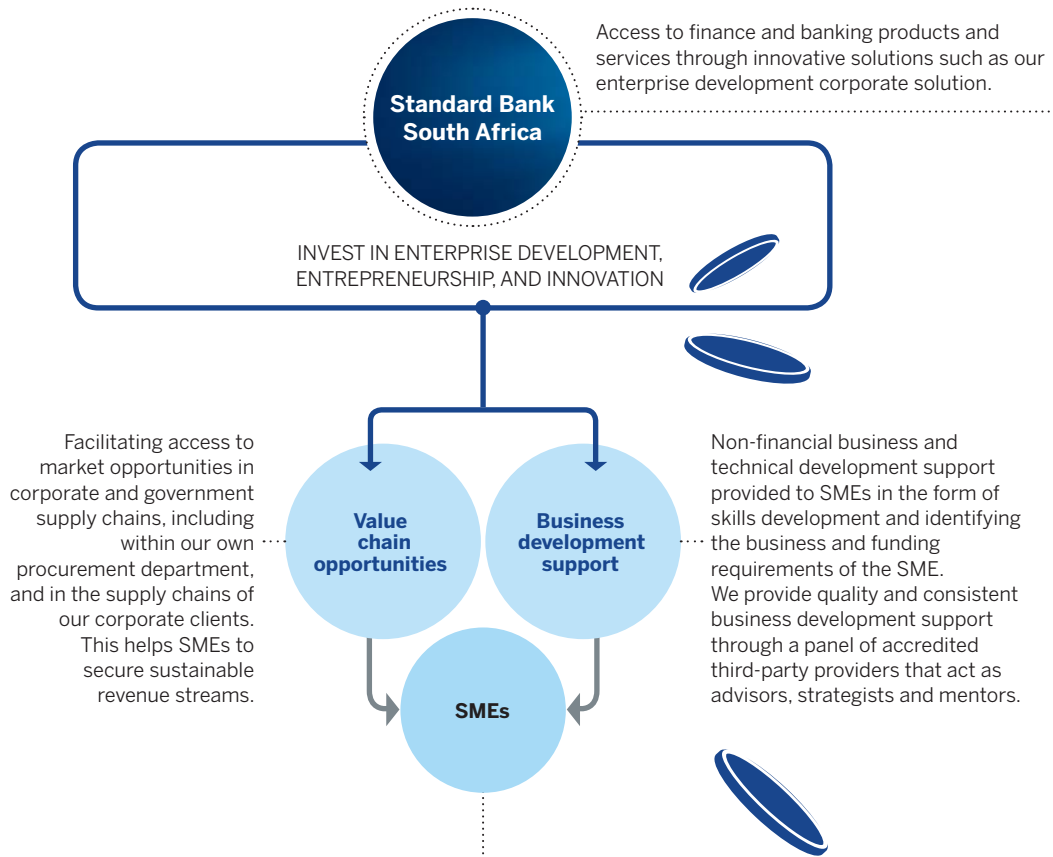 Access to finance and banking products and
services through innovative solutions such as our
enterprise development corporate solution.
Standard Bank
South Africa
INVEST IN ENTERPRISE DEVELOPMENT,
ENTREPRENEURSHIP, AND INNOVATION
Facilitating access to
market opportunities in
corporate and government
supply chains, including
within our own
procurement department,
and in the supply chains of
our corporate clients.
This helps SMEs to
secure sustainable
revenue streams.
Value
chain
opportunities
Business
development
support
Non-financial business and
technical development support
provided to SMEs in the form of
skills development and identifying
the business and funding
requirements of the SME.
We provide quality and consistent
business development support
through a panel of accredited
third-party providers that act as
advisors, strategists and mentors.
SMEs